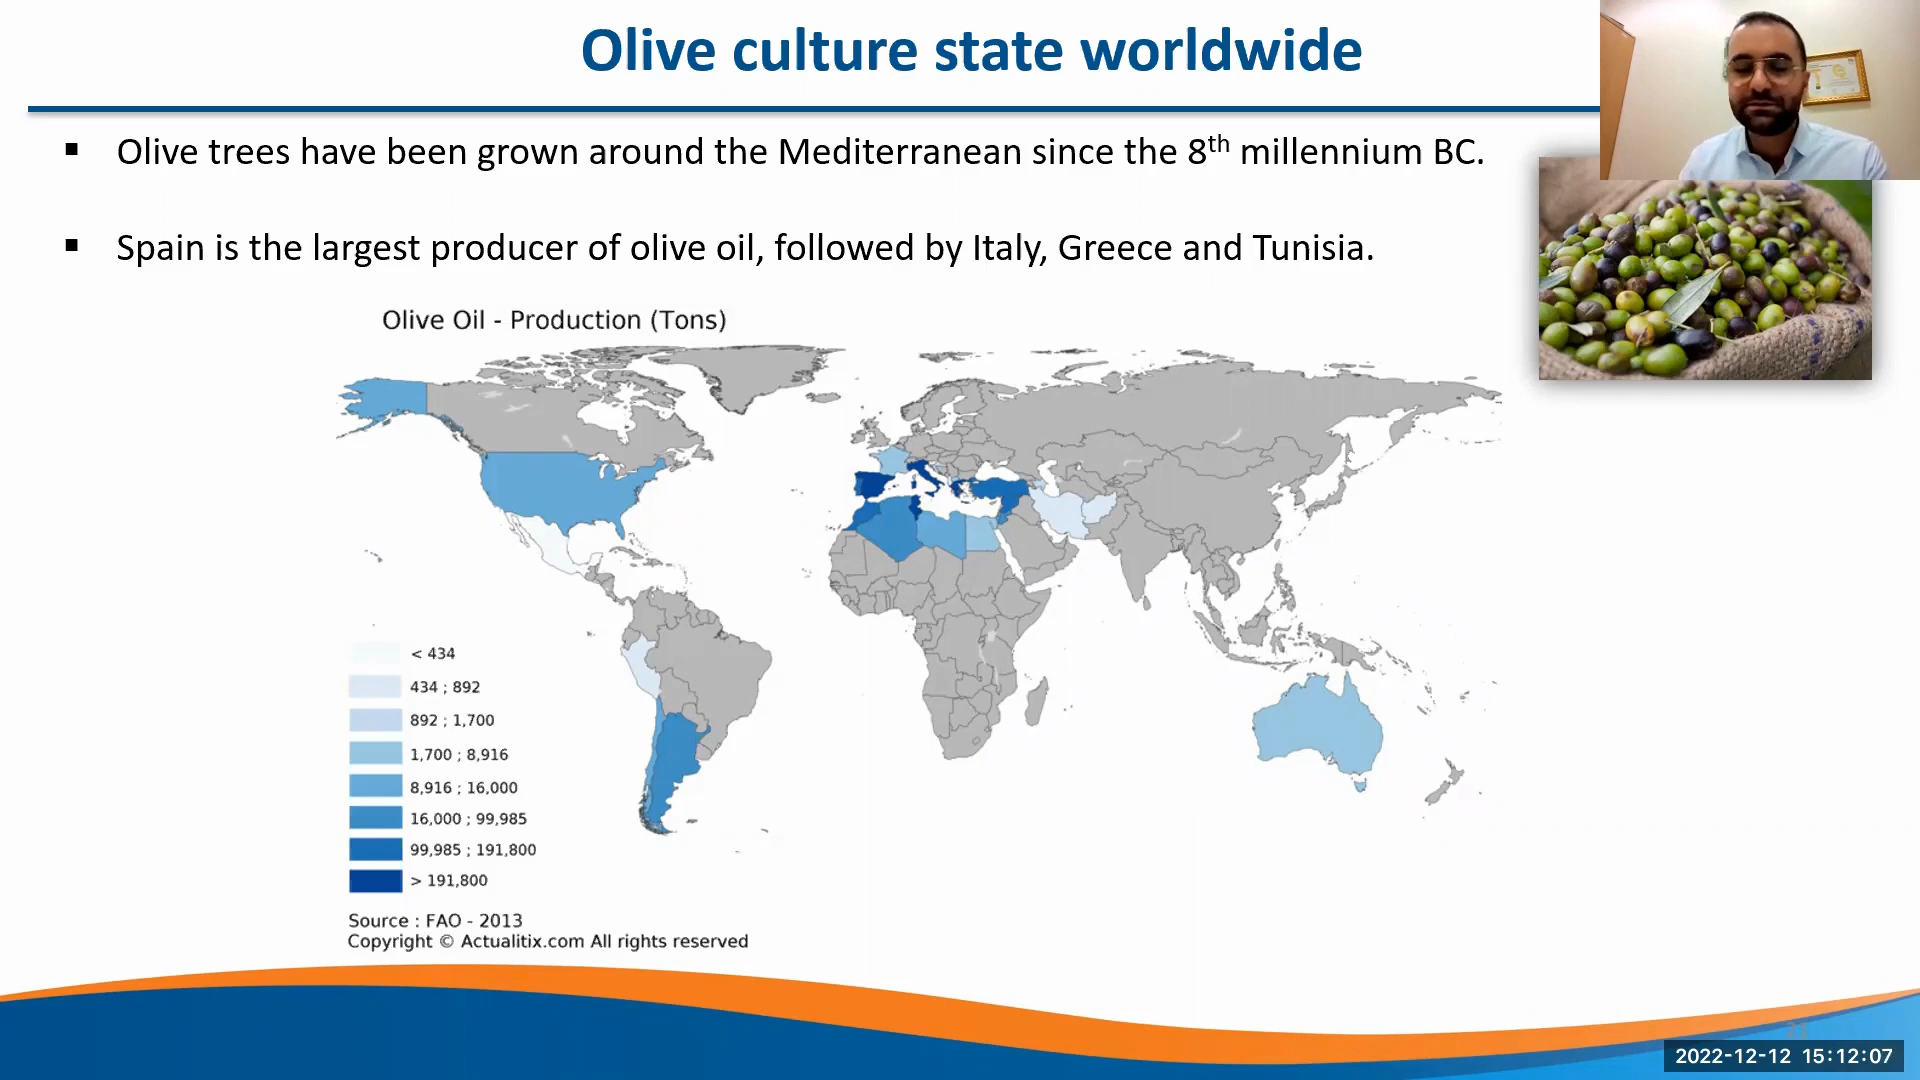 Olive culture state worldwide
▪ Olive trees have been grown around the Mediterranean since the 8th millennium BC.
▪ Spain is the largest producer of olive oil, followed by Italy, Greece and Tunisia.
Olive Oil - Production (Tons)
< 434
434 ; 892
892 ; 1,700
1,700 ; 8,916
8,916 ; 16,000
16,000 ; 99,985
99,985 ; 191,800
> 191,800
Source : FAO - 2013
Copyright © Actualitix.com All rights reserved
2022-12-12 15:12:07